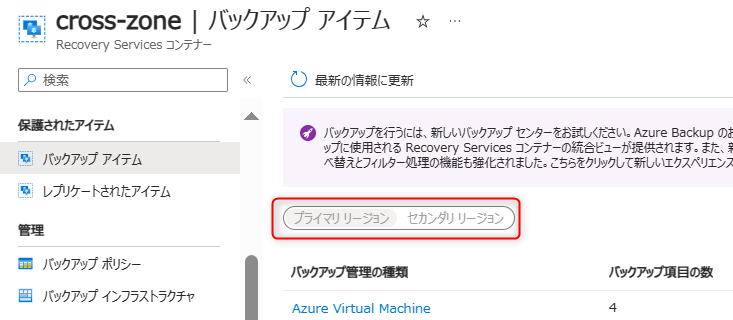 cross-zone | バックアップ アイテム ☆ …
Recovery Services コンテナー
検索 «
保護されたアイテム
バックアップ アイテム
レプリケートされたアイテム
管理
バックアップ ポリシー
バックアップ インフラストラクチャ
最新の情報に更新
バックアップを行うには、新しいバックアップ センターをお試しください。Azure Backup のお
ップに使用される Recovery Services コンテナーの統合ビューが提供されます。また、新
べ替えとフィルター処理の機能も強化されました。こちらをクリックして新しいエクスペリエンス
プライマリ リージョン セカンダリ リージョン
バックアップ管理の種類 バックアップ項目の数
Azure Virtual Machine 4